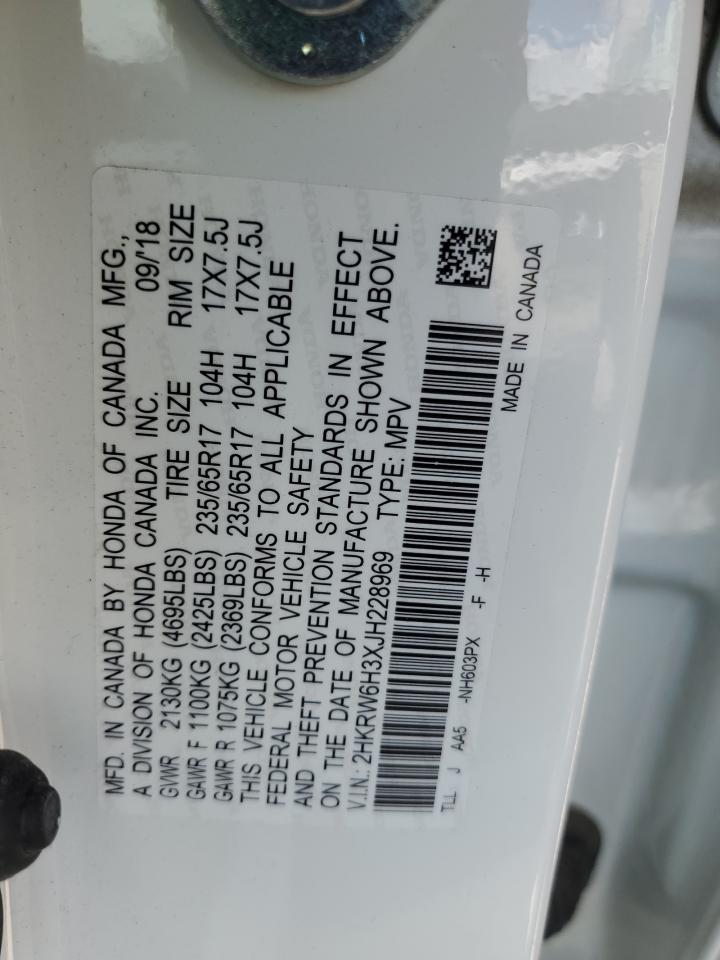 MFD. IN CANADA BY HONDA OF CANADA MFG.,
A DIVISION OF HONDA CANADA INC. 09/'18
GVWR 2130KG (4695LBS) TIRE SIZE RIM SIZE
GAWR F 1100KG (2425LBS) 235/65R17 104H 17X7.5J
GAWR R 1075KG (2369LBS) 235/65R17 104H 17X7.5J
THIS VEHICLE CONFORMS TO ALL APPLICABLE
FEDERAL MOTOR VEHICLE SAFETY
AND THEFT PREVENTION STANDARDS IN EFFECT
ON THE DATE OF MANUFACTURE SHOWN ABOVE.
V.I.N.: 2HKRW6H3XJH228969 TYPE: MPV
TLL J AA5 -NH603PX -F -H
MADE IN CANADA